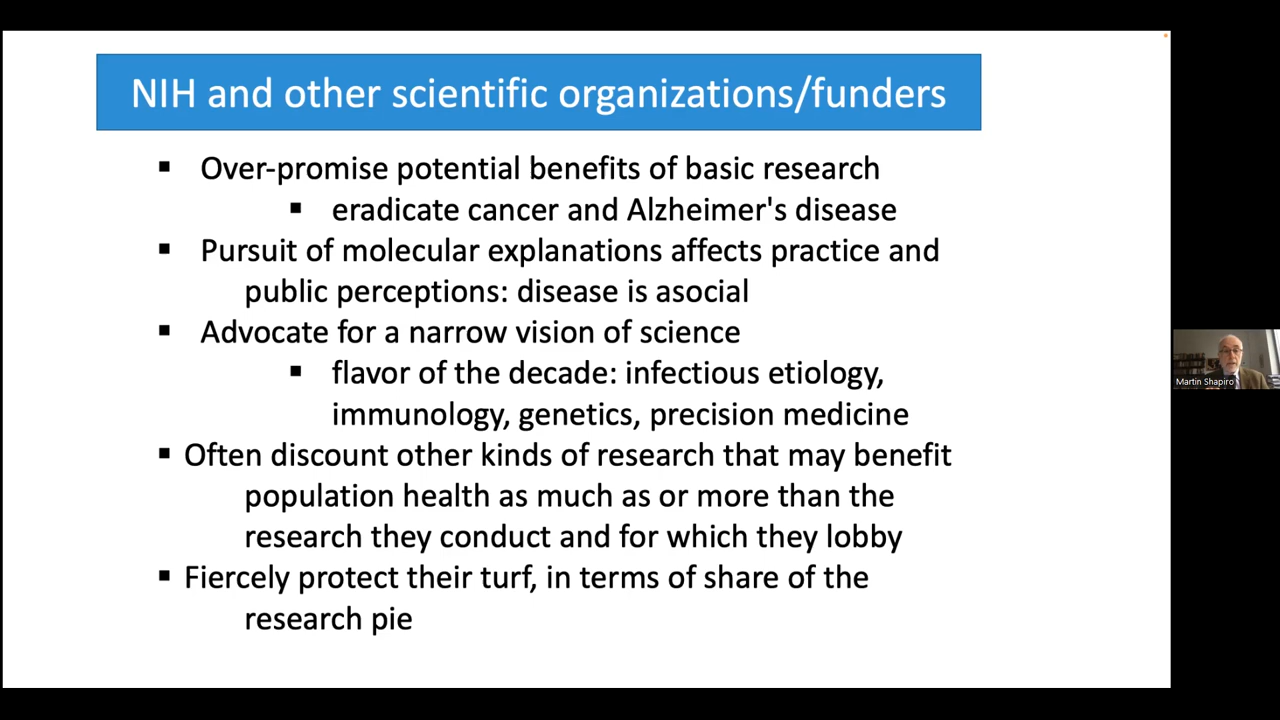 NIH and other scientific organizations/funders
▪ Over-promise potential benefits of basic research
▪ eradicate cancer and Alzheimer's disease
▪ Pursuit of molecular explanations affects practice and
public perceptions: disease is asocial
▪ Advocate for a narrow vision of science
▪ flavor of the decade: infectious etiology,
immunology, genetics, precision medicine
▪ Often discount other kinds of research that may benefit
population health as much as or more than the
research they conduct and for which they lobby
▪ Fiercely protect their turf, in terms of share of the
research pie
Martin Shapiro